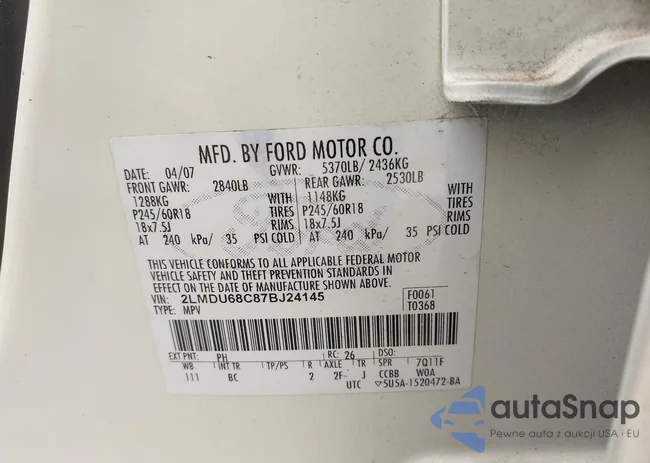 MFD. BY FORD MOTOR CO.
DATE: 04/07 GVWR: 5370LB/ 2436KG
FRONT GAWR: 2840LB REAR GAWR: 2530LB
1288KG WITH 1148KG WITH
P245/60R18 TIRES P245/60R18 TIRES
18x7.5J RIMS 18x7.5J RIMS
AT 240 kPa/ 35 PSI COLD AT 240 kPa/ 35 PSI COLD
THIS VEHICLE CONFORMS TO ALL APPLICABLE FEDERAL MOTOR
VEHICLE SAFETY AND THEFT PREVENTION STANDARDS IN
EFFECT ON THE DATE OF MANUFACTURE SHOWN ABOVE.
VIN: 2LMDU68C87BJ24145 F0061
TYPE: MPV T0368
EXT PNT: PH RC: 26 DSO:
WB INT TR TP/PS R AXLE TR SPR 7Q11F
111 BC 2 2F J CCBB W0A
UTC 5U5A-1520472-BA
autaSnap
Pewne auta z aukcji USA i EU